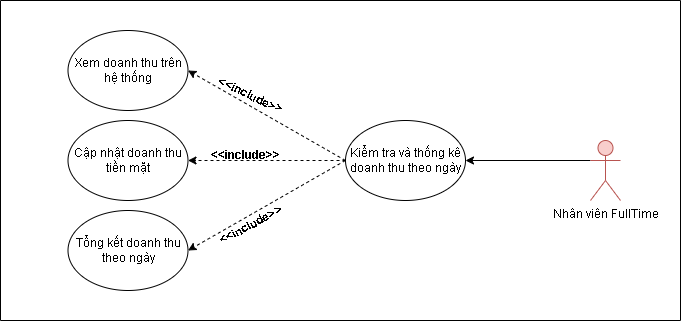 Xem doanh thu trên
hệ thống
<<include>>
Cập nhật doanh thu
tiền mặt
<<include>>
Kiểm tra và thống kê
doanh thu theo ngày
Nhân viên FullTime
<<include>>
Tổng kết doanh thu
theo ngày